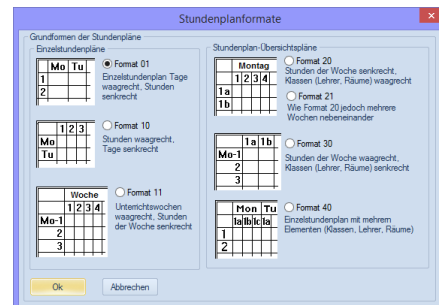 Stundenplanformate
Grundformen der Stundenpläne
Einzelstundenpläne
Mo Tu
1
2
Format 01
Einzelstundenplan Tage
waagrecht, Stunden
senkrecht
1 2 3
Mo
Tu
Format 10
Stunden waagrecht,
Tage senkrecht
Woche
1 2 3 4
Mo-1
2
3
Format 11
Unterrichtswochen
waagrecht, Stunden
der Woche senkrecht
Stundenplan-Übersichtspläne
Montag
1 2 3 4
1a
1b
Format 20
Stunden der Woche senkrecht,
Klassen (Lehrer, Räume) waagrecht
Format 21
Wie Format 20 jedoch mehrere
Wochen nebeneinander
1a 1b
Mo-1
2
3
Format 30
Stunden der Woche waagrecht,
Klassen (Lehrer, Räume) senkrecht
Mon Tu
1a 1b 1c 1a
1
2
Format 40
Einzelstundenplan mit mehrem
Elementen (Klassen, Lehrer, Räume)
Ok
Abbrechen